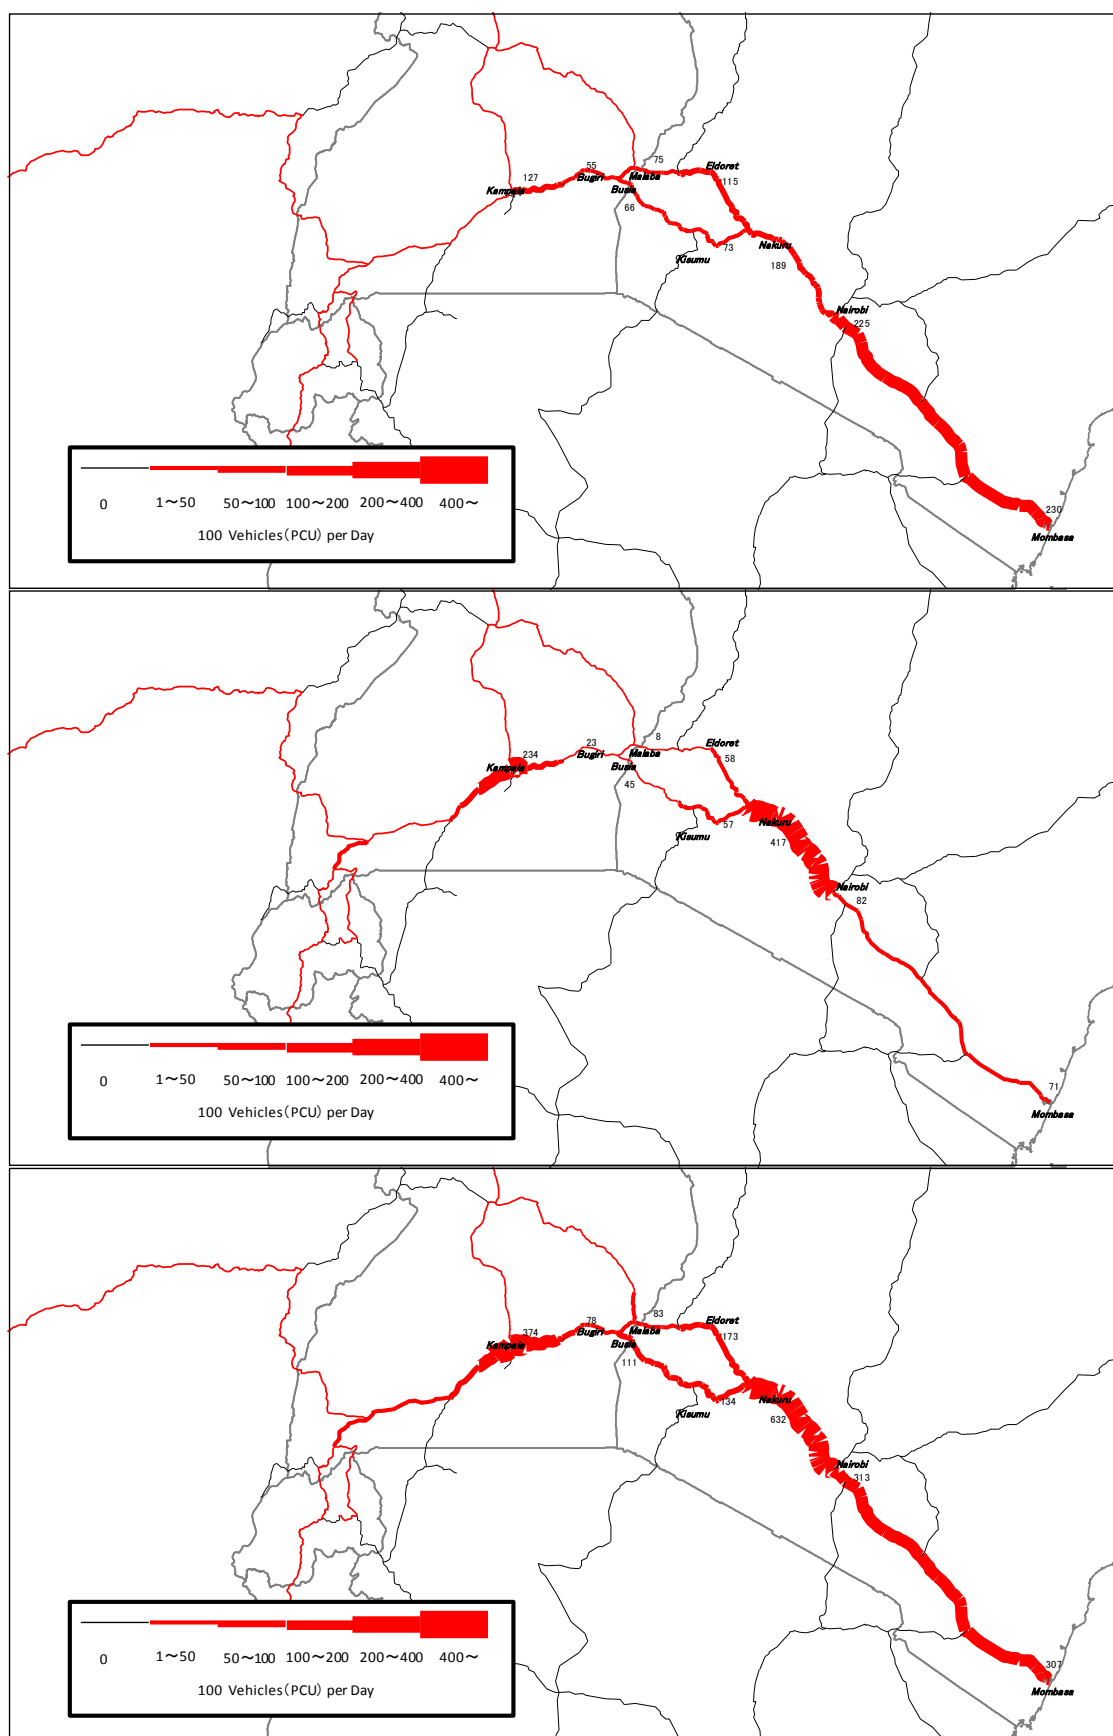 75
55
Eldoret
127
Bugiri
Malaba
115
Kampala
Busia
66
73
Nakuru
Kisumu
189
Nairobi
225
230
Mombasa
0 1～50 50～100 100～200 200～400 400～
100 Vehicles(PCU) per Day
8
23
Eldoret
234
Bugiri
Malaba
58
Kampala
Busia
45
57
Nakuru
Kisumu
417
Nairobi
82
71
Mombasa
0 1～50 50～100 100～200 200～400 400～
100 Vehicles(PCU) per Day
83
78
Eldoret
374
Bugiri
Malaba
173
Kampala
Busia
111
134
Nakuru
Kisumu
632
Nairobi
313
307
Mombasa
0 1～50 50～100 100～200 200～400 400～
100 Vehicles(PCU) per Day